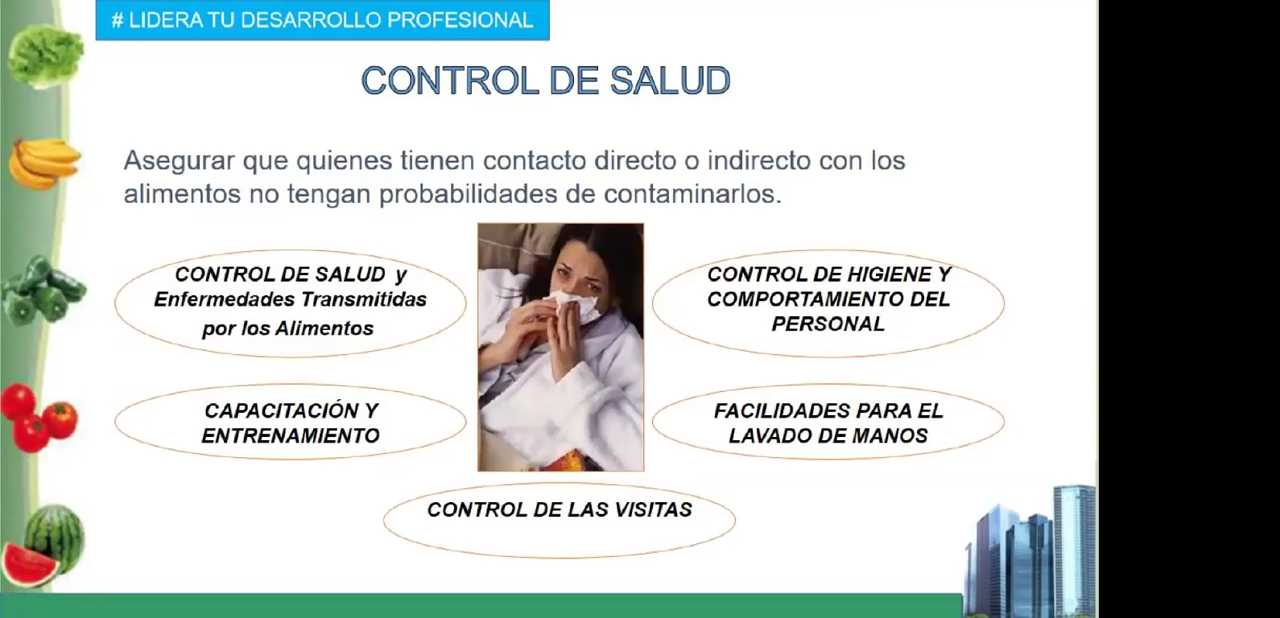 # LIDERA TU DESARROLLO PROFESIONAL
CONTROL DE SALUD
Asegurar que quienes tienen contacto directo o indirecto con los
alimentos no tengan probabilidades de contaminarlos.
CONTROL DE SALUD y
Enfermedades Transmitidas
por los Alimentos
CONTROL DE HIGIENE Y
COMPORTAMIENTO DEL
PERSONAL
CAPACITACIÓN Y
ENTRENAMIENTO
FACILIDADES PARA EL
LAVADO DE MANOS
CONTROL DE LAS VISITAS